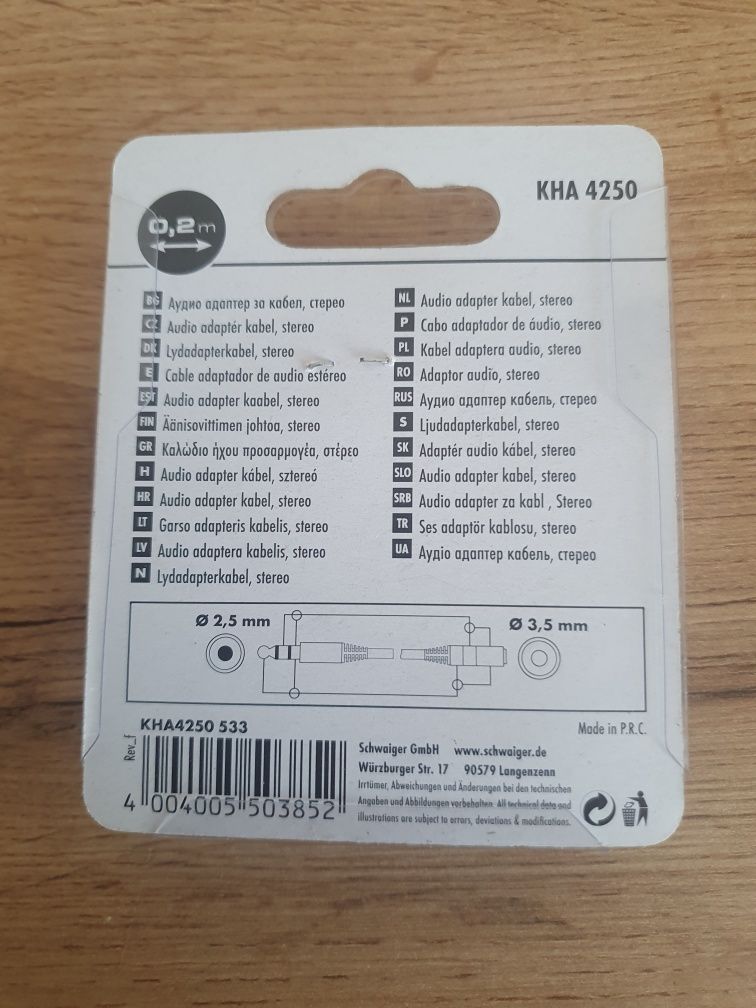 KHA 4250
0,2m
BG Аудио адаптер за кабел, стерео
CZ Audio adaptér kabel, stereo
DK Lydadapterkabel, stereo
E Cable adaptador de audio estéreo
EST Audio adapter kaabel, stereo
FIN Äänisovittimen johtoa, stereo
GR Καλώδιο ήχου προσαρμογέα, στέρεο
H Audio adapter kábel, sztereó
HR Audio adapter kabel, stereo
LT Garso adapteris kabelis, stereo
LV Audio adaptera kabelis, stereo
N Lydadapterkabel, stereo
NL Audio adapter kabel, stereo
P Cabo adaptador de áudio, stereo
PL Kabel adaptera audio, stereo
RO Adaptor audio, stereo
RUS Аудио адаптер кабель, стерео
S Ljudadapterkabel, stereo
SK Adaptér audio kábel, stereo
SLO Audio adapter kabel, stereo
SRB Audio adapter za kabl , Stereo
TR Ses adaptör kablosu, stereo
UA Аудіо адаптер кабель, стерео
Ø 2,5 mm
Ø 3,5 mm
KHA4250 533
Made in P.R.C.
Rev_f
4 004005 503852
Schwaiger GmbH www.schwaiger.de
Würzburger Str. 17 90579 Langenzenn
Irrtümer, Abweichungen und Änderungen bei den technischen
Angaben und Abbildungen vorbehalten. All technical data and
illustrations are subject to errors, deviations & modifications.